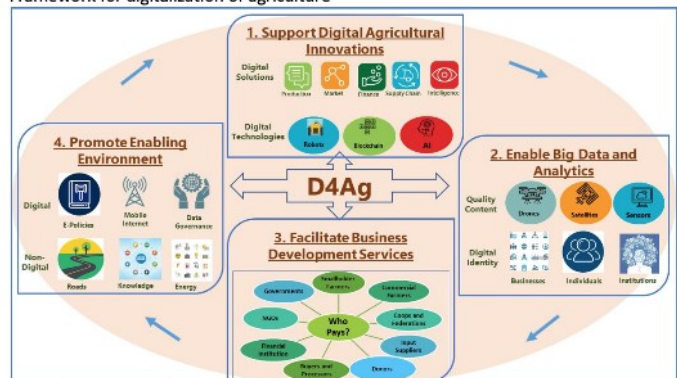 Framework for digitalization of agriculture
1. Support Digital Agricultural
Innovations
Digital
Solutions
Production
Market
Finance
Supply Chain
Intelligence
Digital
Technologies
Robots
Blockchain
AI
4. Promote Enabling
Environment
Digital
E-Policies
Mobile
Internet
Data
Governance
Non-
Digital
Roads
Knowledge
Energy
D4Ag
2. Enable Big Data and
Analytics
Quality
Content
Drones
Satellites
Sensors
Digital
Identity
Businesses
Individuals
Institutions
3. Facilitate Business
Development Services
Smallholder
Farmers
Governments
Commercial
Farmers
NGOs
Who
Pays?
Coops and
Federations
Financial
Institution
Input
Suppliers
Buyers and
Processors
Donors